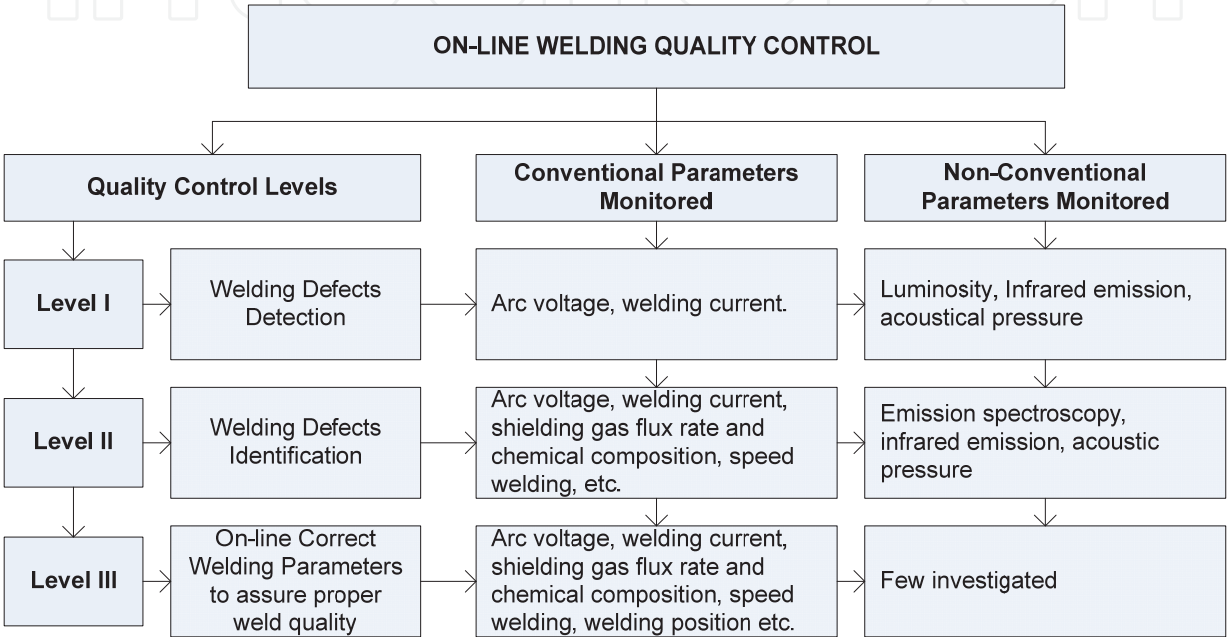 ON-LINE WELDING QUALITY CONTROL
Quality Control Levels
Conventional Parameters
Monitored
Non-Conventional
Parameters Monitored
Level I
Welding Defects
Detection
Arc voltage, welding current.
Luminosity, Infrared emission,
acoustical pressure
Level II
Welding Defects
Identification
Arc voltage, welding current,
shielding gas flux rate and
chemical composition, speed
welding, etc.
Emission spectroscopy,
infrared emission, acoustic
pressure
Level III
On-line Correct
Welding Parameters
to assure proper
weld quality
Arc voltage, welding current,
shielding gas flux rate and
chemical composition, speed
welding, welding position etc.
Few investigated